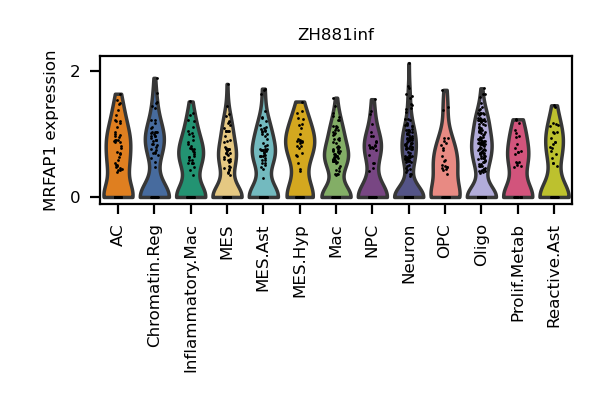 ZH881inf
MRFAP1 expression
2
0
AC
Chromatin.Reg
Inflammatory.Mac
MES
MES.Ast
MES.Hyp
Mac
NPC
Neuron
OPC
Oligo
Prolif.Metab
Reactive.Ast